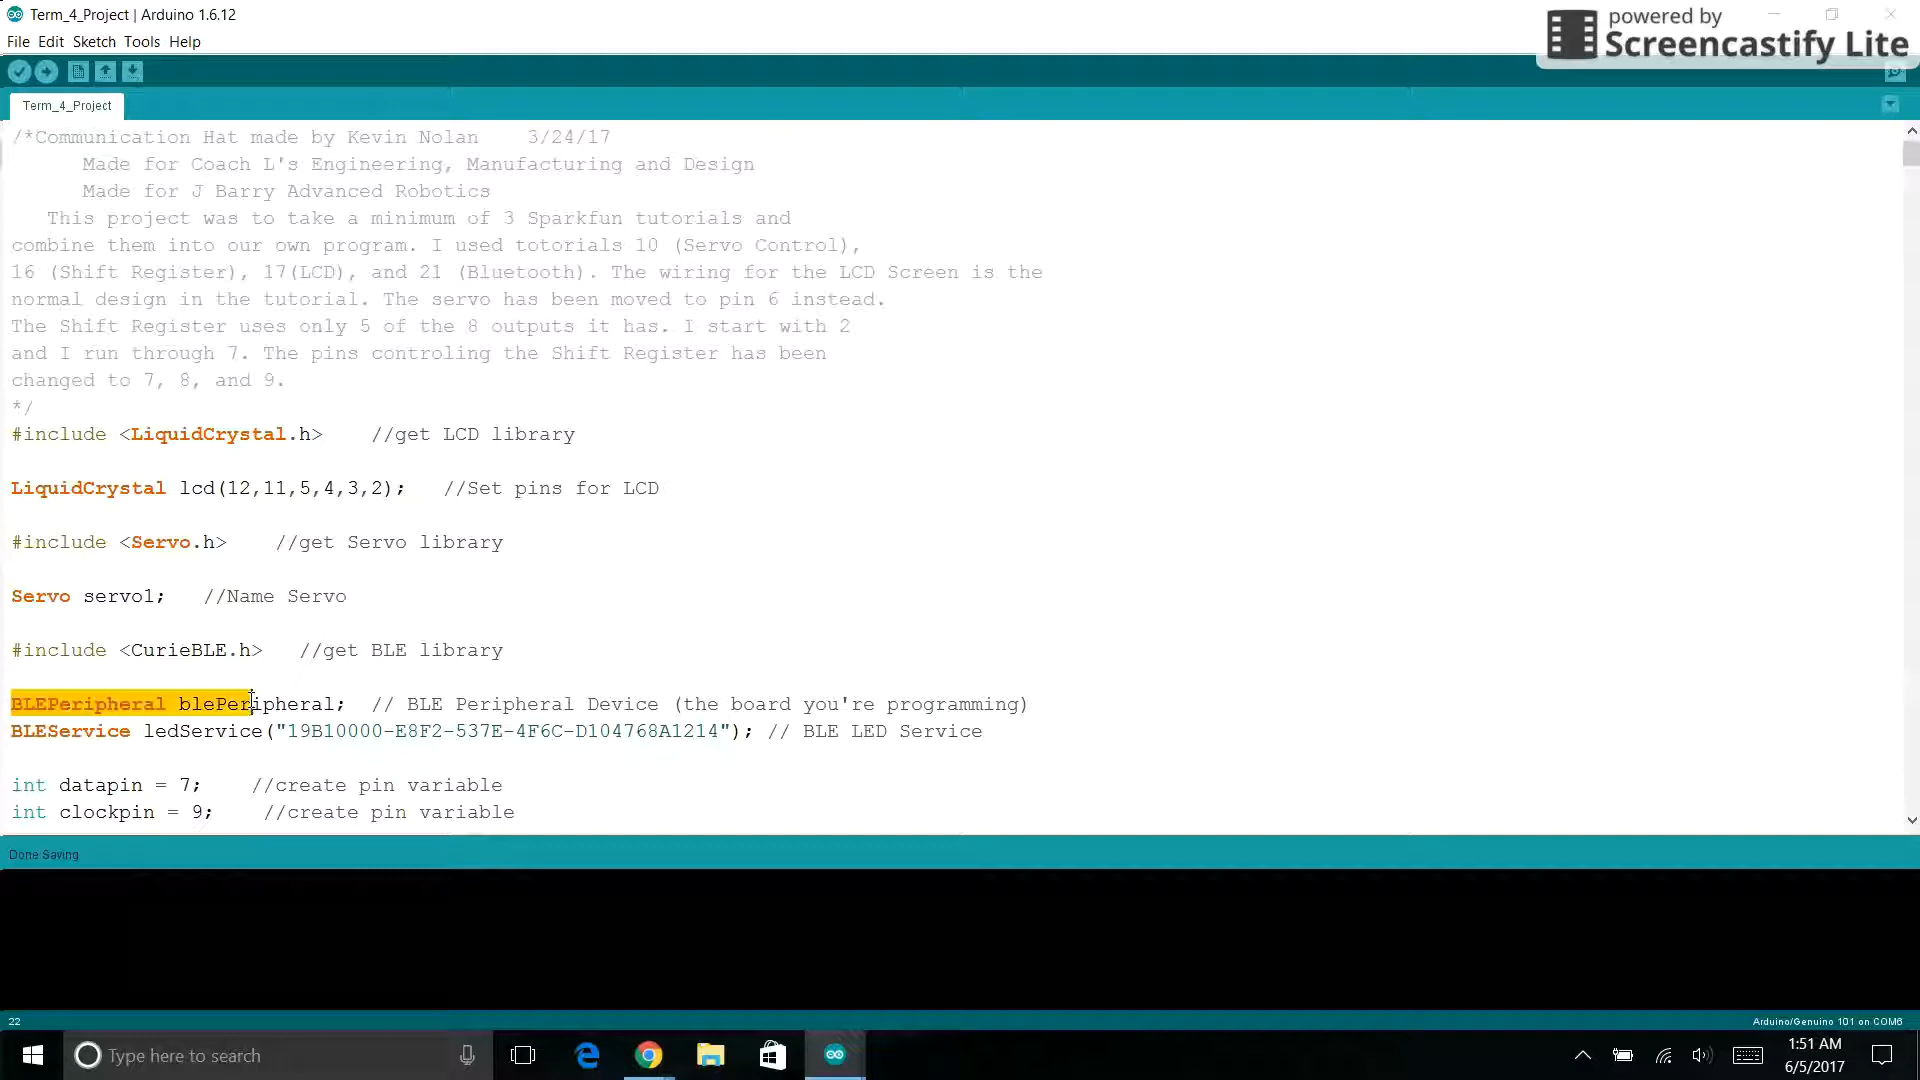 Term_4_Project | Arduino 1.6.12
powered by
Screencastify Lite
File Edit Sketch Tools Help
Term_4_Project
/*Communication Hat made by Kevin Nolan    3/24/17
      Made for Coach L's Engineering, Manufacturing and Design
      Made for J Barry Advanced Robotics
   This project was to take a minimum of 3 Sparkfun tutorials and
combine them into our own program. I used totorials 10 (Servo Control),
16 (Shift Register), 17(LCD), and 21 (Bluetooth). The wiring for the LCD Screen is the
normal design in the tutorial. The servo has been moved to pin 6 instead.
The Shift Register uses only 5 of the 8 outputs it has. I start with 2
and I run through 7. The pins controling the Shift Register has been
changed to 7, 8, and 9.
*/
#include <LiquidCrystal.h>    //get LCD library
LiquidCrystal lcd(12,11,5,4,3,2);   //Set pins for LCD
#include <Servo.h>    //get Servo library
Servo servo1;   //Name Servo
#include <CurieBLE.h>   //get BLE library
BLEPeripheral blePeripheral;  // BLE Peripheral Device (the board you're programming)
BLEService ledService("19B10000-E8F2-537E-4F6C-D104768A1214"); // BLE LED Service
int datapin = 7;    //create pin variable
int clockpin = 9;    //create pin variable
Done Saving
22
Arduino/Genuino 101 on COM6
Type here to search
1:51 AM
6/5/2017